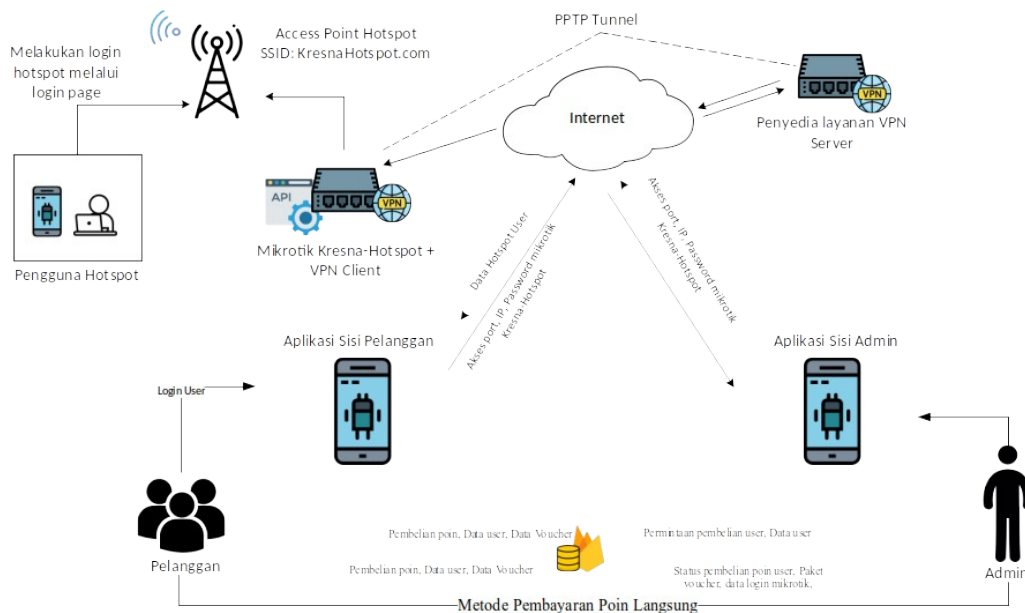 PPTP Tunnel
Access Point Hotspot
SSID: KresnaHotspot.com
Melakukan login
hotspot melalui
login page
Internet
VPN
Penyedia layanan VPN
Server
API
VPN
Mikrotik Kresna-Hotspot +
VPN Client
Pengguna Hotspot
Data Hotspot User
Akses port, IP, Password mikrotik
Kresna-Hotspot
Akses port, IP, Password mikrotik
Kresna-Hotspot
Aplikasi Sisi Pelanggan
Aplikasi Sisi Admin
Login User
Pelanggan
Admin
Pembelian poin, Data user, Data Voucher
Permintaan pembelian user, Data user
Pembelian poin, Data user, Data Voucher
Status pembelian poin user, Paket
voucher, data login mikrotik,
Metode Pembayaran Poin Langsung